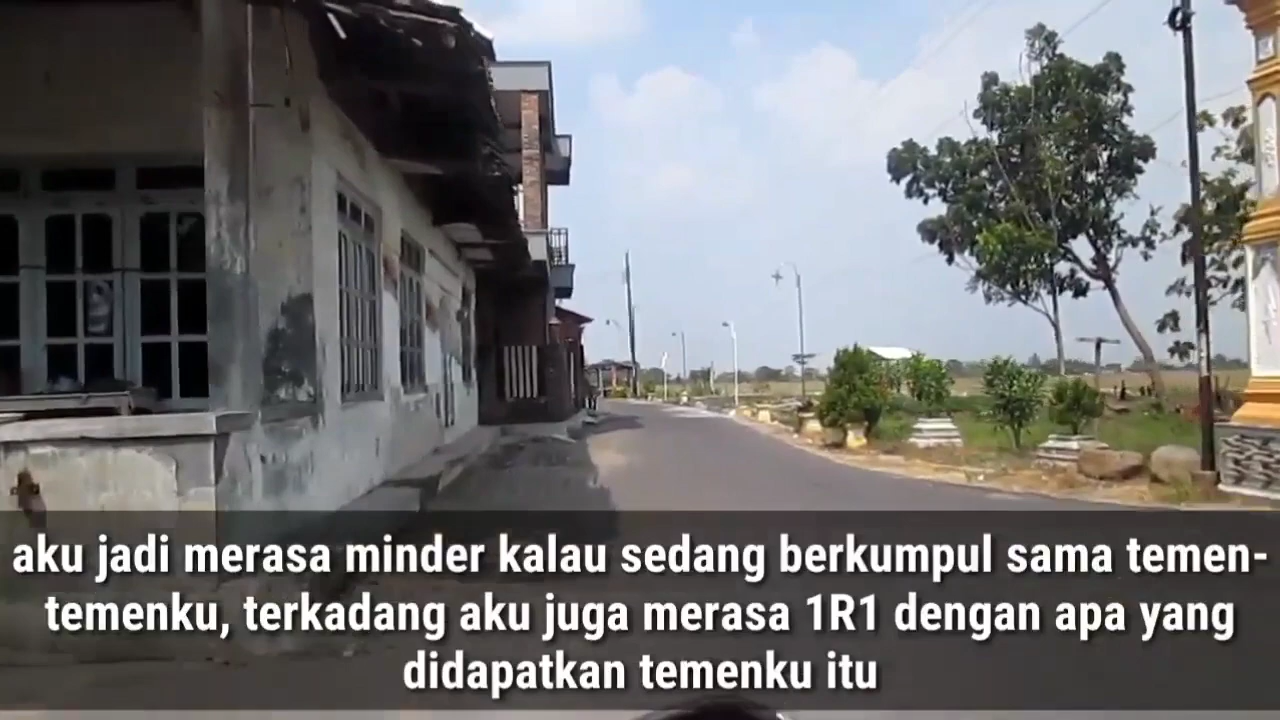 aku jadi merasa minder kalau sedang berkumpul sama temen-
temenku, terkadang aku juga merasa 1R1 dengan apa yang
didapatkan temenku itu